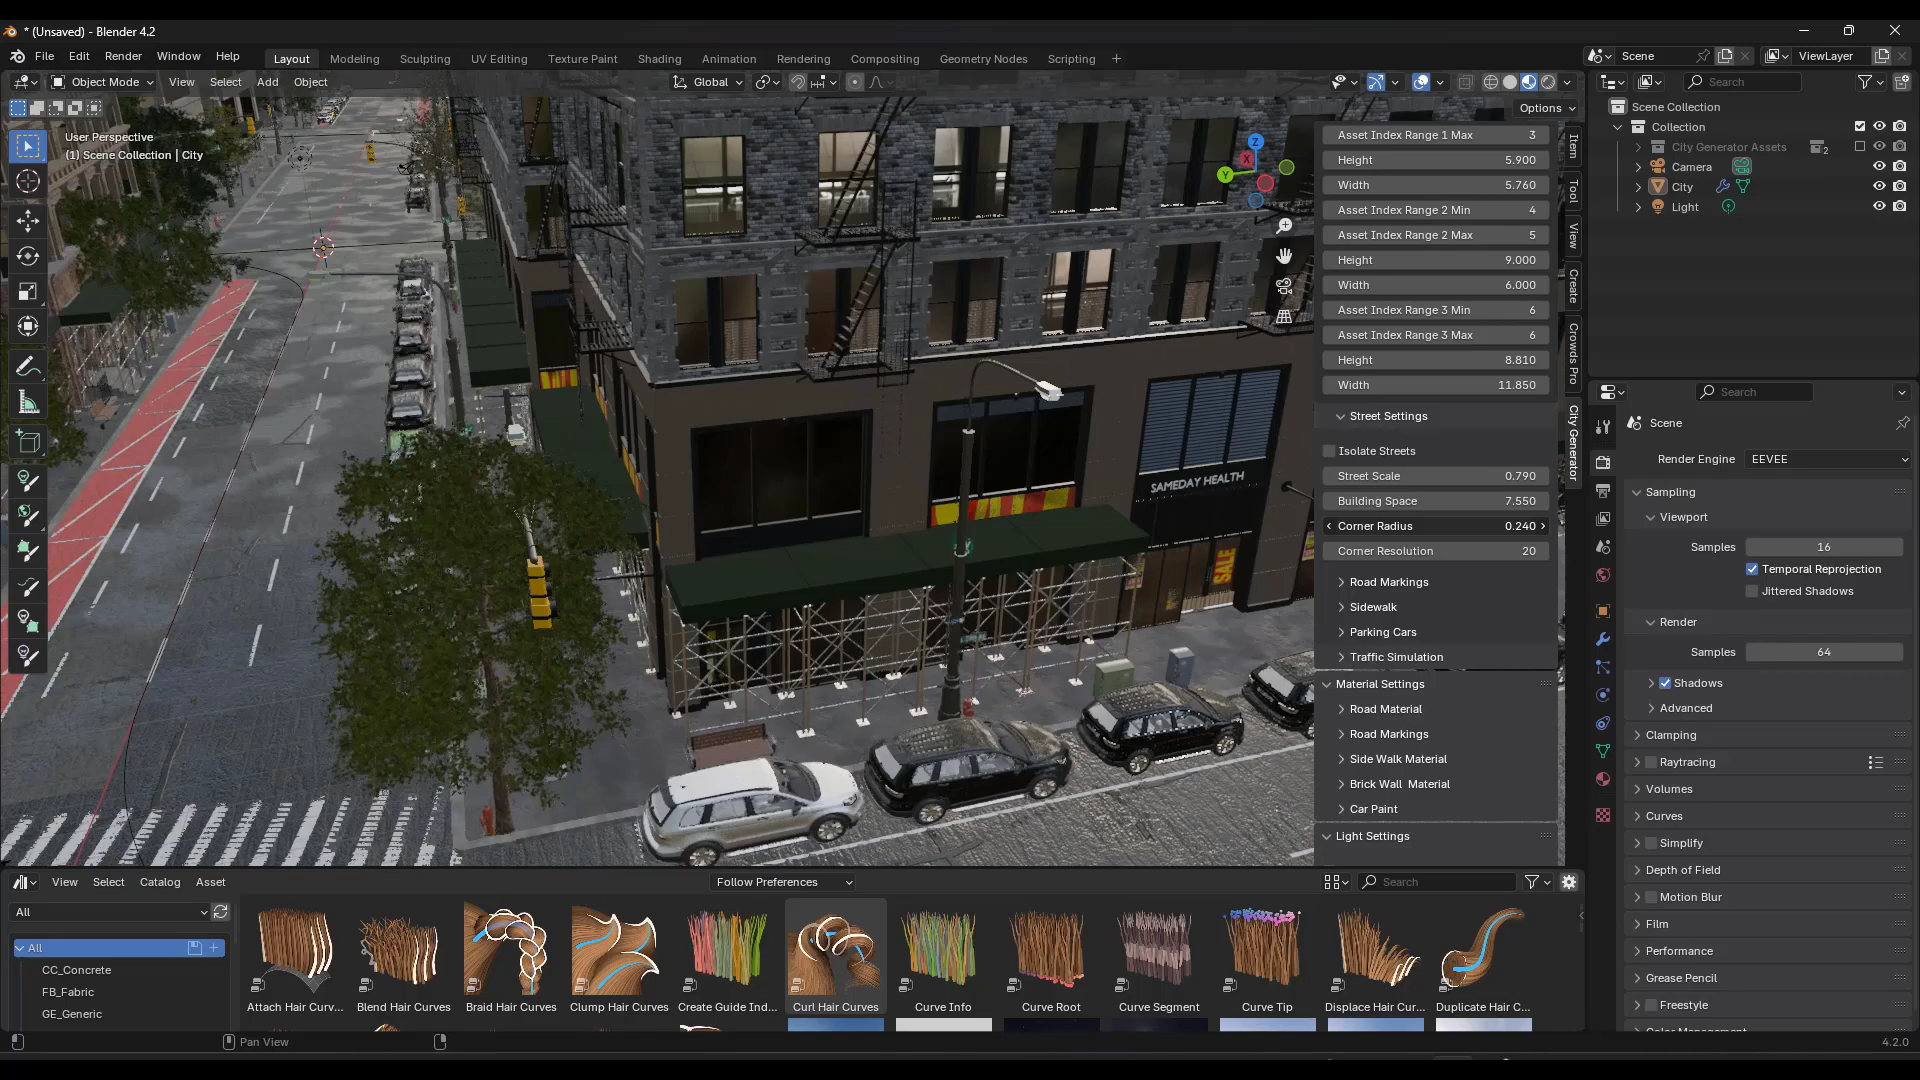 * (Unsaved) - Blender 4.2
File Edit Render Window Help Layout Modeling Sculpting UV Editing Texture Paint Shading Animation Rendering Compositing Geometry Nodes Scripting + Scene ViewLayer
Object Mode View Select Add Object Global Search
Options
User Perspective
(1) Scene Collection | City
Z
X
Y
SAMEDAY HEALTH
SALE
Asset Index Range 1 Max 3
Height 5.900
Width 5.760
Asset Index Range 2 Min 4
Asset Index Range 2 Max 5
Height 9.000
Width 6.000
Asset Index Range 3 Min 6
Asset Index Range 3 Max 6
Height 8.810
Width 11.850
Street Settings
Isolate Streets
Street Scale 0.790
Building Space 7.550
Corner Radius 0.240
Corner Resolution 20
Road Markings
Sidewalk
Parking Cars
Traffic Simulation
Material Settings
Road Material
Road Markings
Side Walk Material
Brick Wall Material
Car Paint
Light Settings
Item
Tool
View
Create
Crowds Pro
City Generator
Scene Collection
Collection
City Generator Assets 2
Camera
City
Light
Search
Scene
Render Engine EEVEE
Sampling
Viewport
Samples 16
Temporal Reprojection
Jittered Shadows
Render
Samples 64
Shadows
Advanced
Clamping
Raytracing
Volumes
Curves
Simplify
Depth of Field
Motion Blur
Film
Performance
Grease Pencil
Freestyle
View Select Catalog Asset Follow Preferences Search
All
All
CC_Concrete
FB_Fabric
GE_Generic
Attach Hair Curv... Blend Hair Curves Braid Hair Curves Clump Hair Curves Create Guide Ind... Curl Hair Curves Curve Info Curve Root Curve Segment Curve Tip Displace Hair Cur... Duplicate Hair C...
Pan View 4.2.0